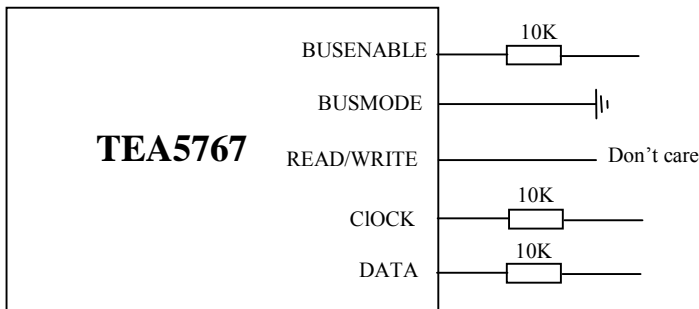 10K
BUSENABLE
BUSMODE
TEA5767
READ/WRITE
Don't care
10K
ClOCK
10K
DATA